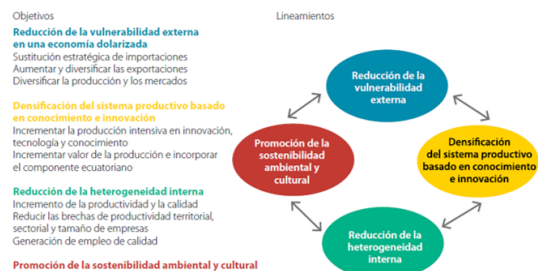 Objetivos
Reducción de la vulnerabilidad externa
en una economía dolarizada
Sustitución estratégica de importaciones
Aumentar y diversificar las exportaciones
Diversificar la producción y los mercados
Densificación del sistema productivo basado
en conocimiento e innovación
Incrementar la producción intensiva en innovación,
tecnología y conocimiento
Incrementar valor de la producción e incorporar
el componente ecuatoriano
Reducción de la heterogeneidad interna
Incremento de la productividad y la calidad
Reducir las brechas de productividad territorial,
sectorial y tamaño de empresas
Generación de empleo de calidad
Promoción de la sostenibilidad ambiental y cultural
Lineamientos
Reducción de la
vulnerabilidad
externa
Promoción de la
sostenibilidad
ambiental y
cultural
Densificación
del sistema productivo
basado en conocimiento
e innovación
Reducción de la
heterogeneidad
interna